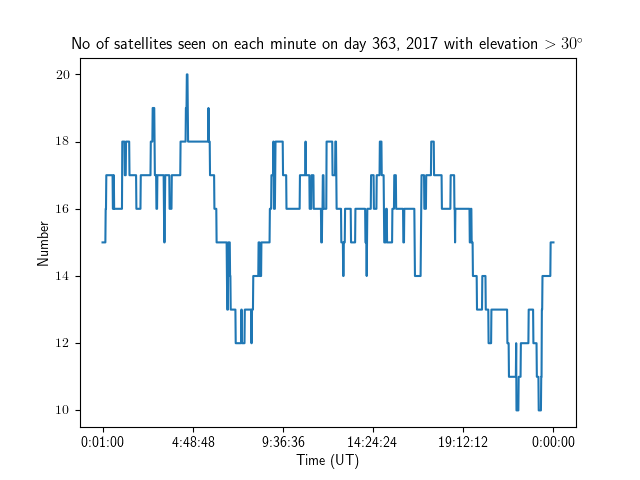 No of satellites seen on each minute on day 363, 2017 with elevation > 30°
20
18
16
14
12
10
Number
0:01:00 4:48:48 9:36:36 14:24:24 19:12:12 0:00:00
Time (UT)